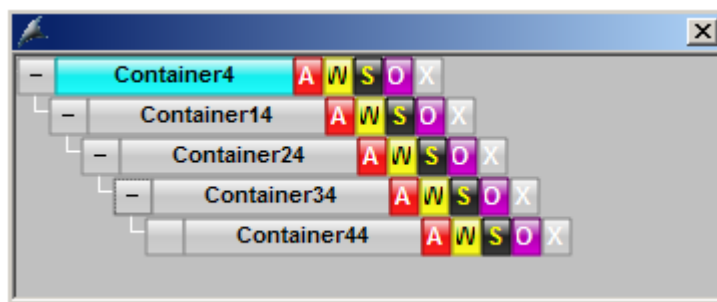 − Container4 A W S O X
− Container14 A W S O X
− Container24 A W S O X
− Container34 A W S O X
Container44 A W S O X